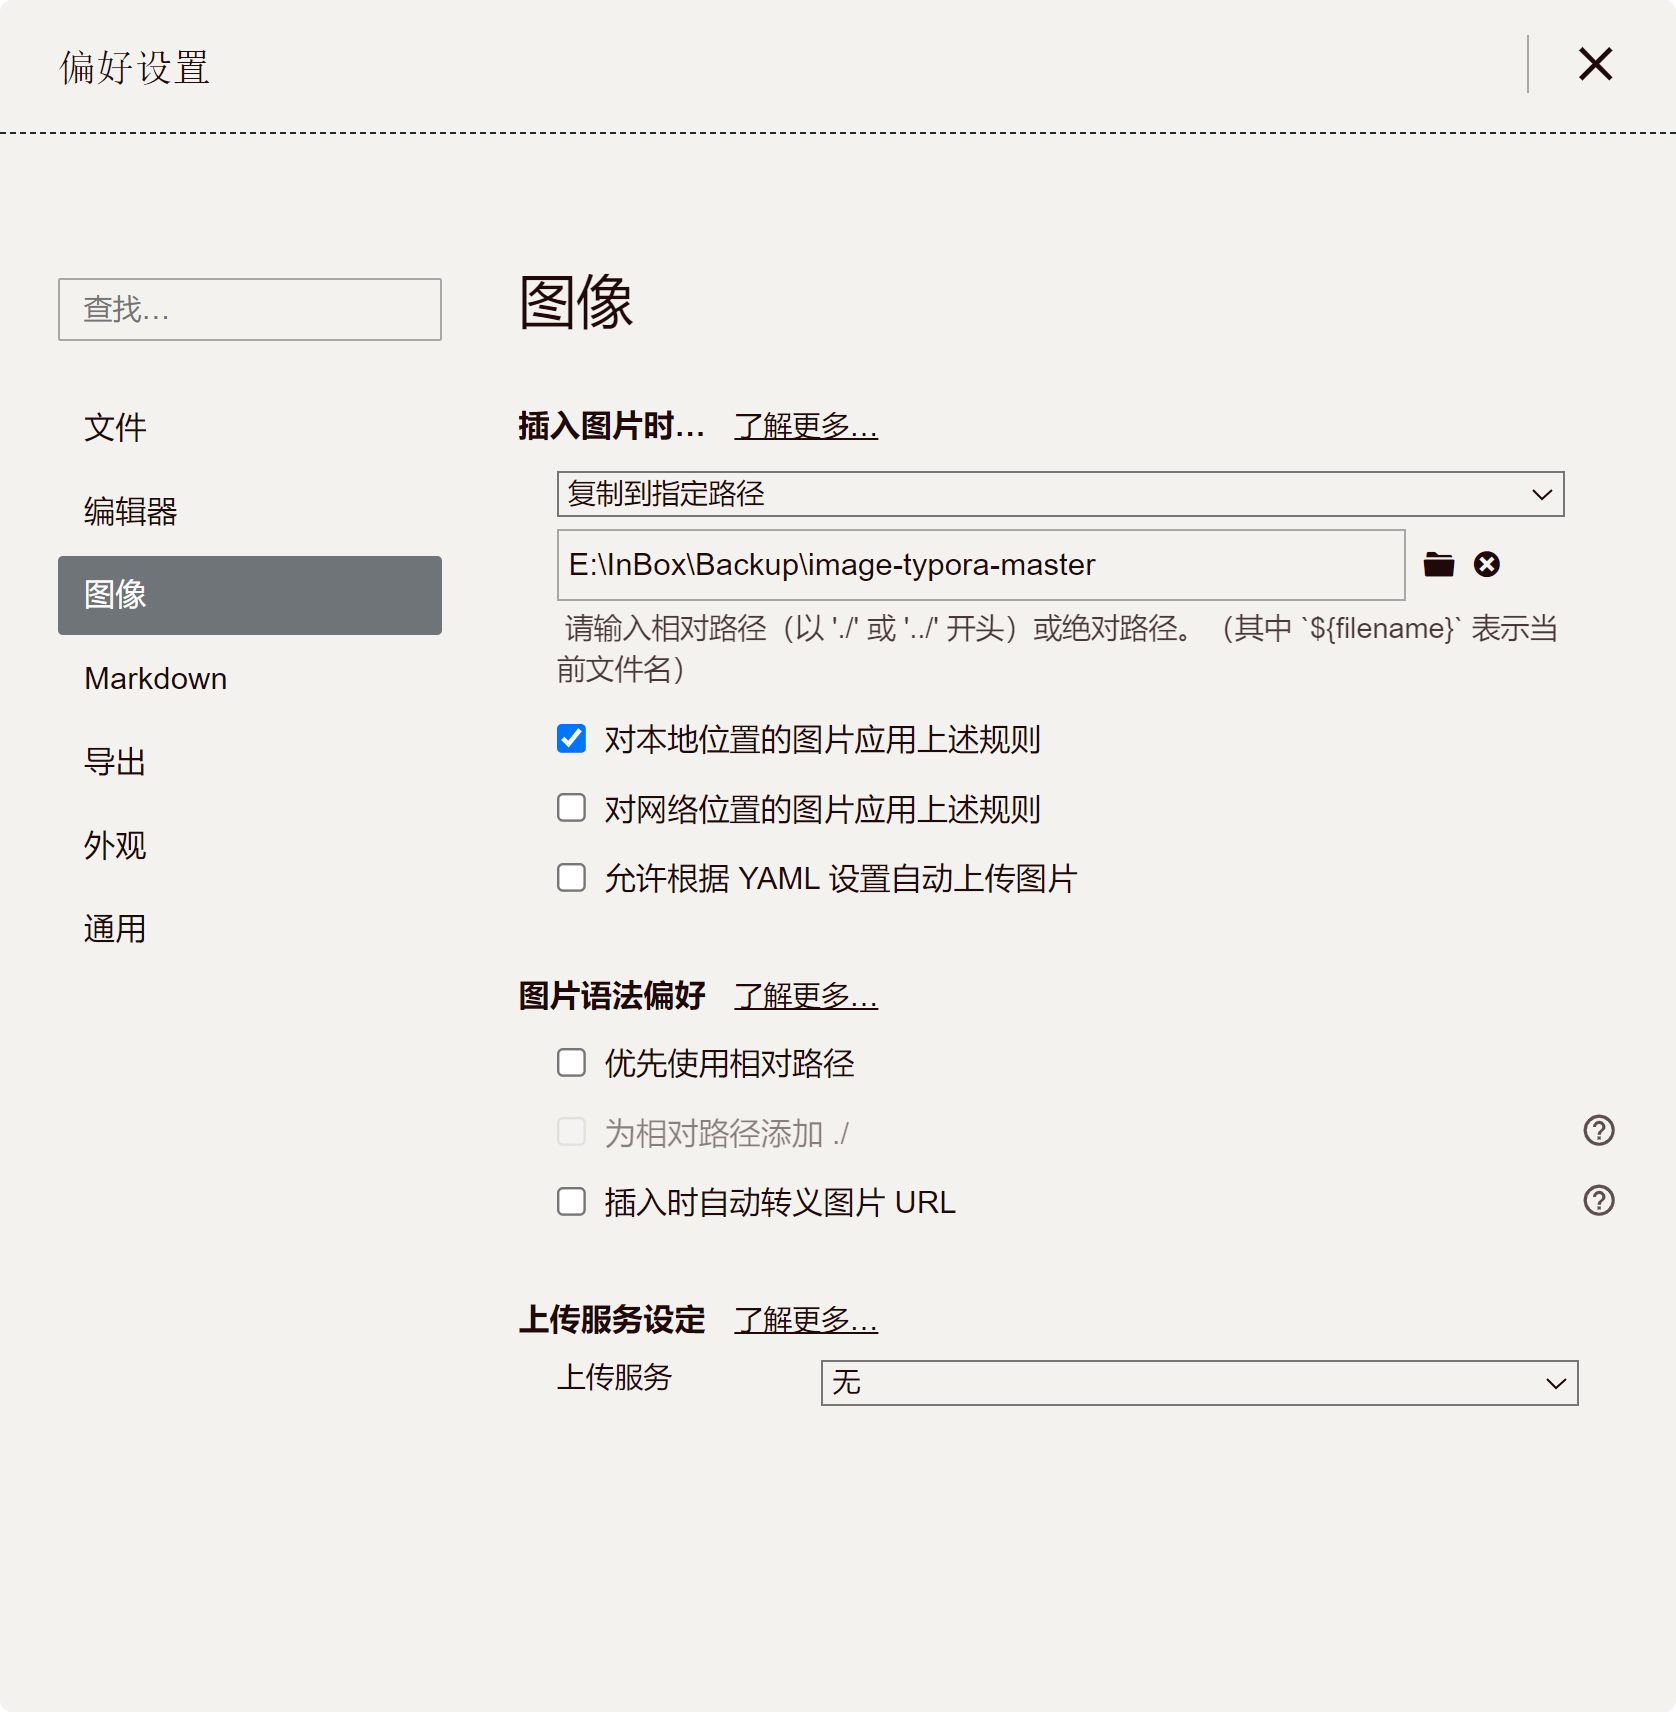 偏好设置
查找…
文件
编辑器
图像
Markdown
导出
外观
通用
图像
插入图片时… 了解更多…
复制到指定路径
E:\InBox\Backup\image-typora-master
请输入相对路径（以 './' 或 '../' 开头）或绝对路径。（其中 `${filename}` 表示当
前文件名）
对本地位置的图片应用上述规则
对网络位置的图片应用上述规则
允许根据 YAML 设置自动上传图片
图片语法偏好 了解更多…
优先使用相对路径
为相对路径添加 ./
插入时自动转义图片 URL
上传服务设定 了解更多…
上传服务 无